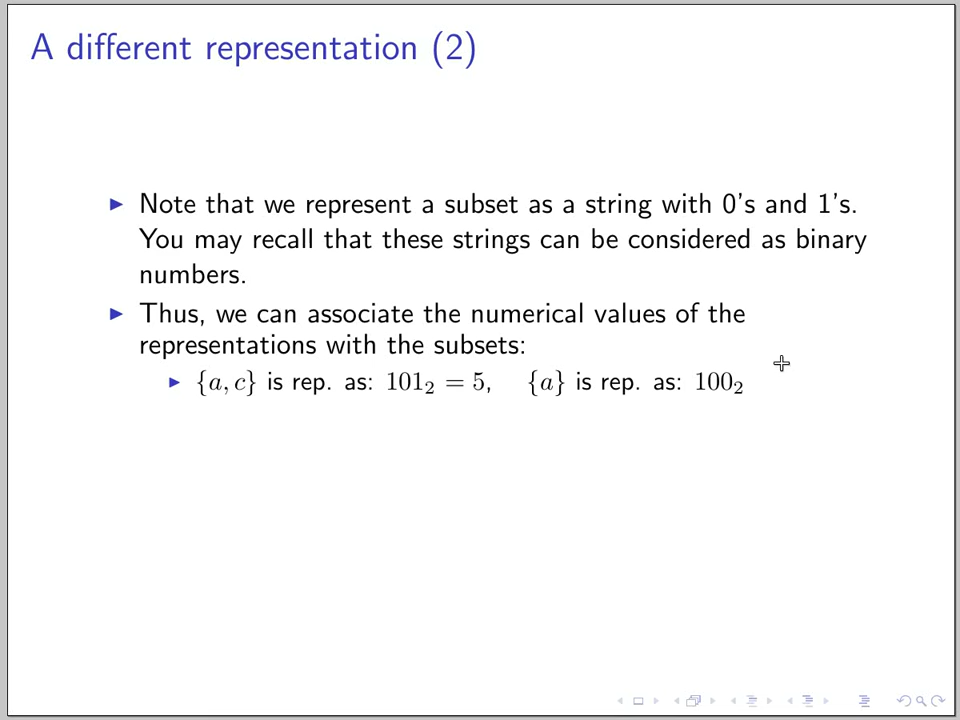 A different representation (2)
Note that we represent a subset as a string with 0's and 1's.
You may recall that these strings can be considered as binary
numbers.
Thus, we can associate the numerical values of the
representations with the subsets:
{a, c} is rep. as: 101₂ = 5, {a} is rep. as: 100₂